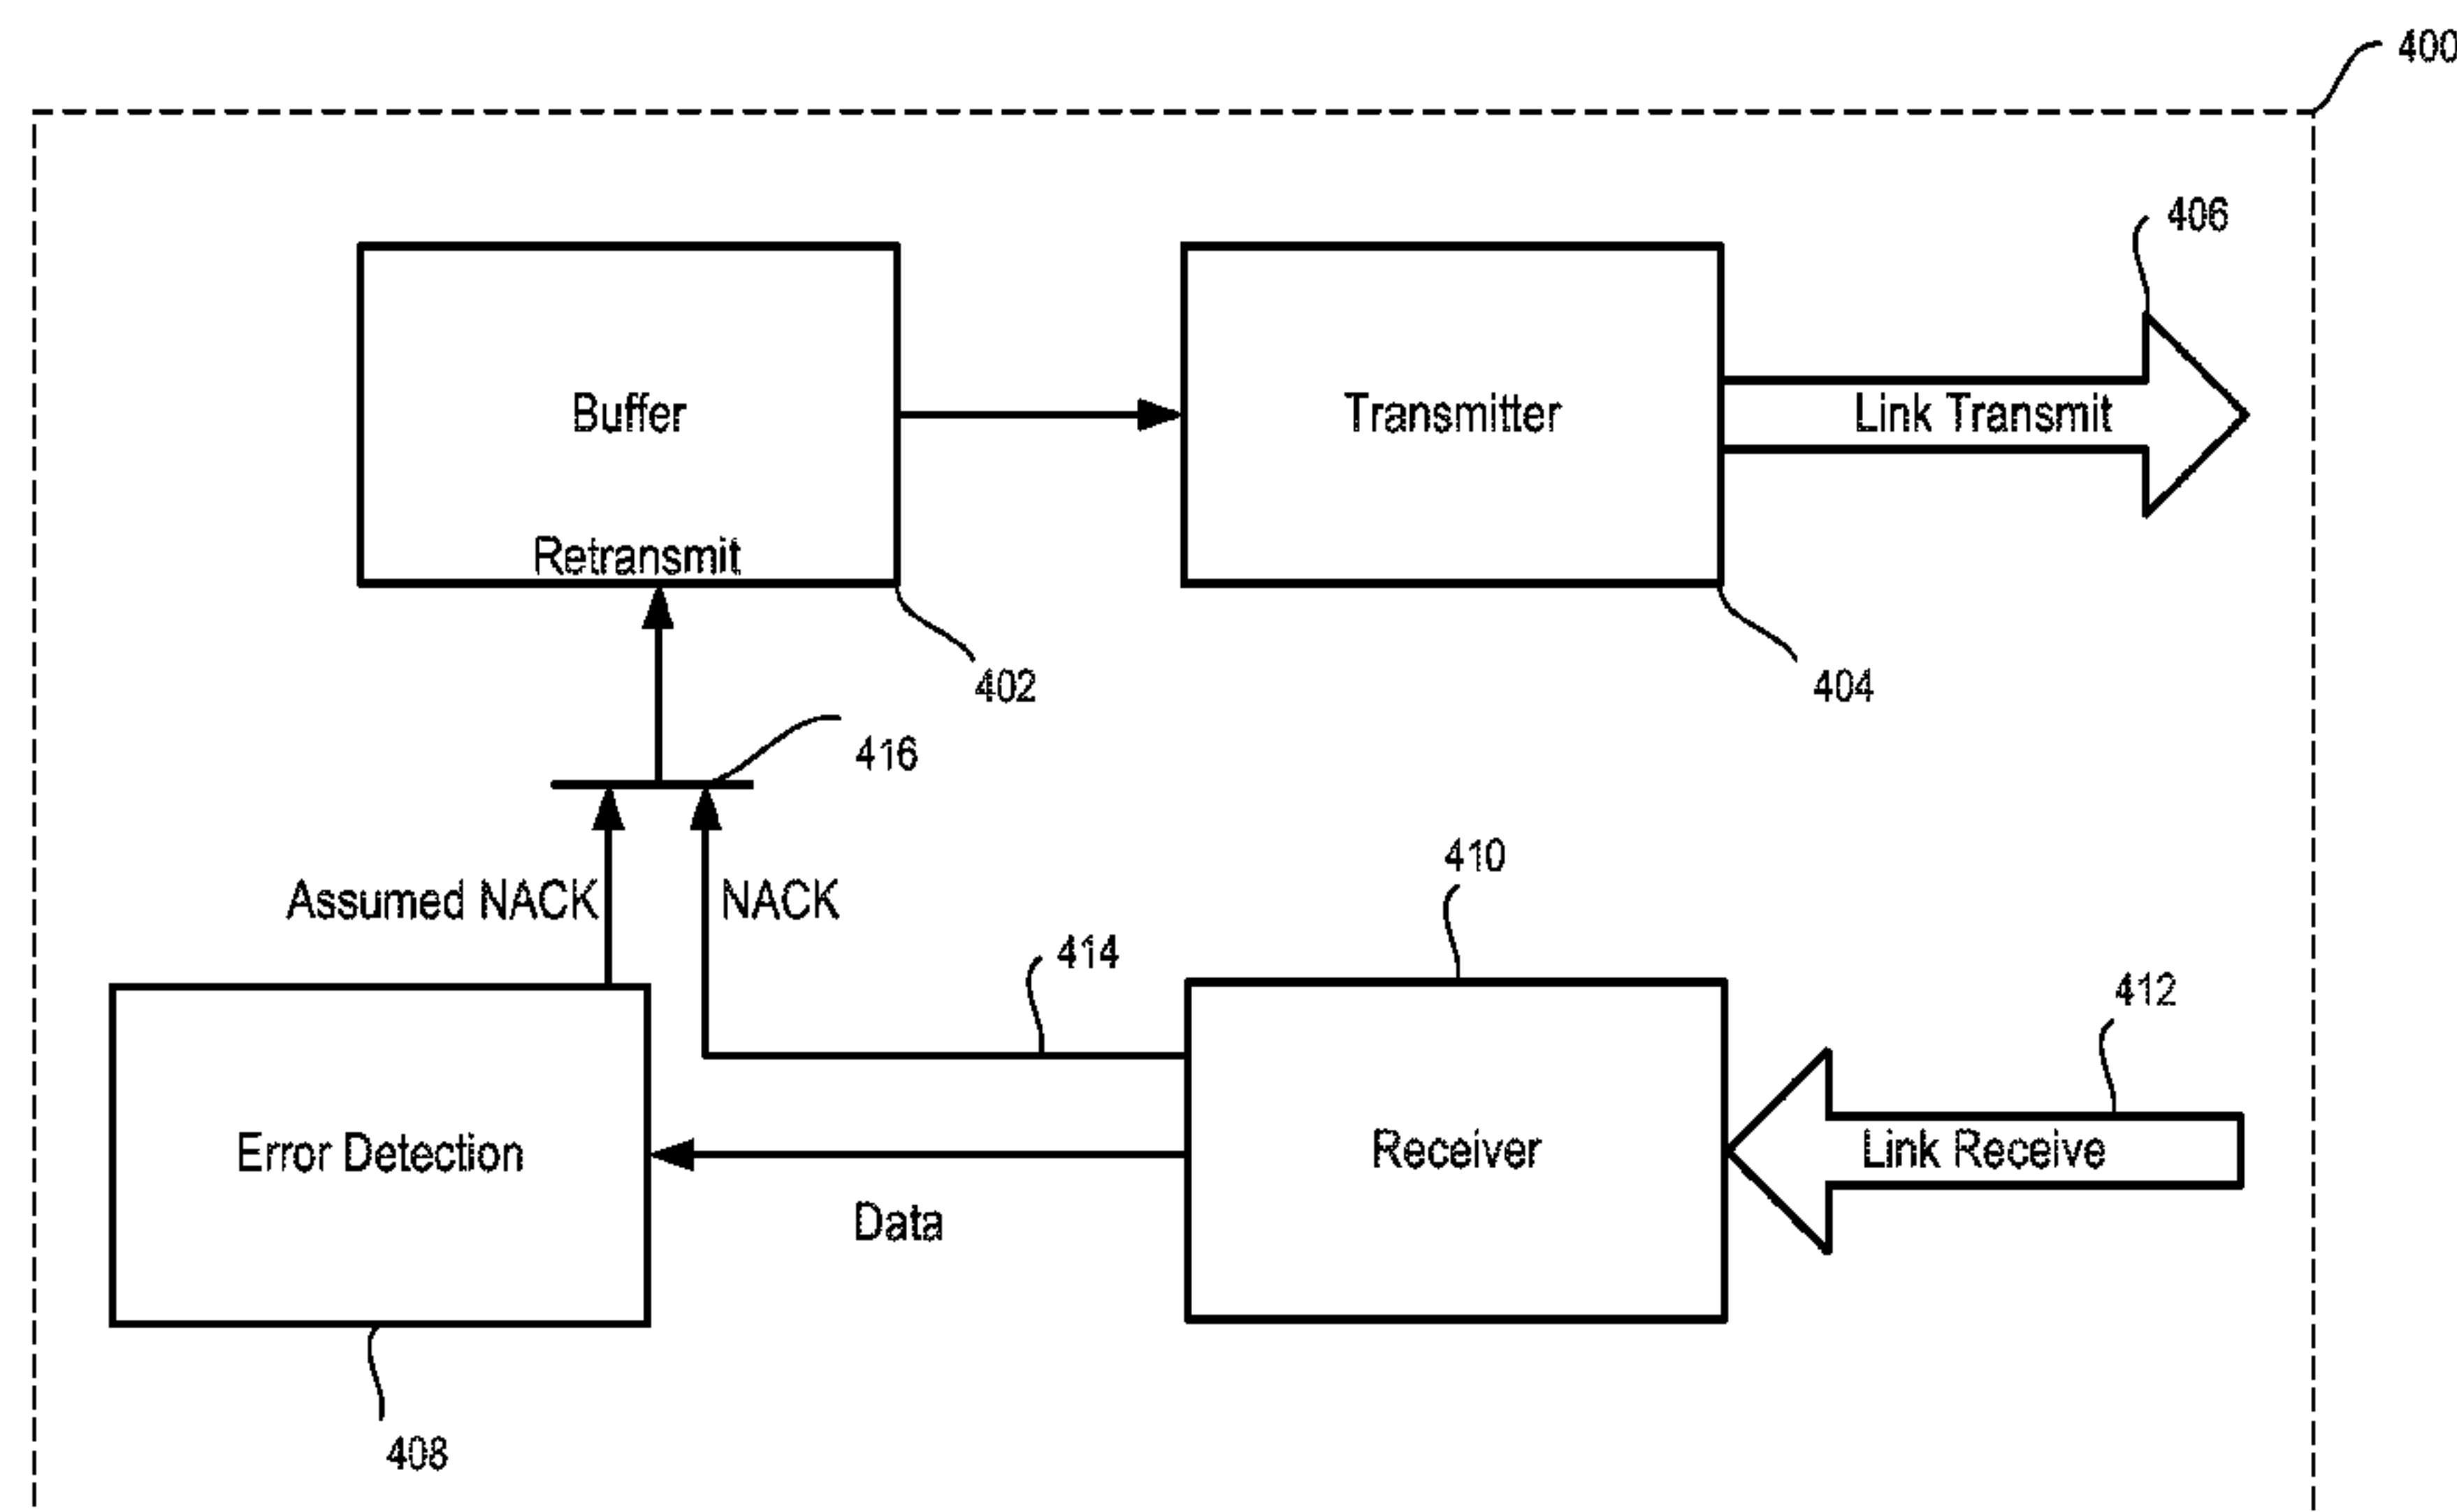 400
406
Buffer
Transmitter
Link Transmit
Retransmit
402
404
416
410
Assumed NACK
NACK
414
412
Error Detection
Receiver
Link Receive
Data
408